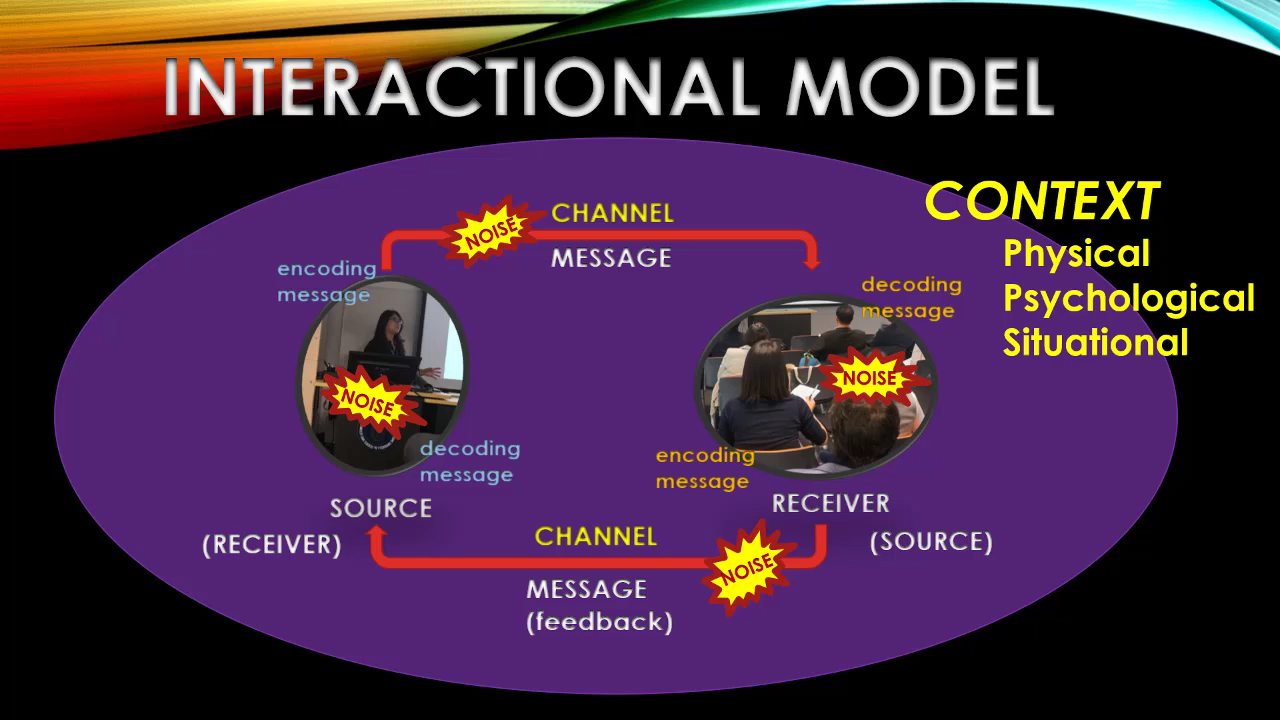 INTERACTIONAL MODEL
CONTEXT
Physical
Psychological
Situational
NOISE
CHANNEL
MESSAGE
encoding
message
decoding
message
NOISE
NOISE
decoding
message
encoding
message
SOURCE
(RECEIVER)
RECEIVER
(SOURCE)
CHANNEL
NOISE
MESSAGE
(feedback)